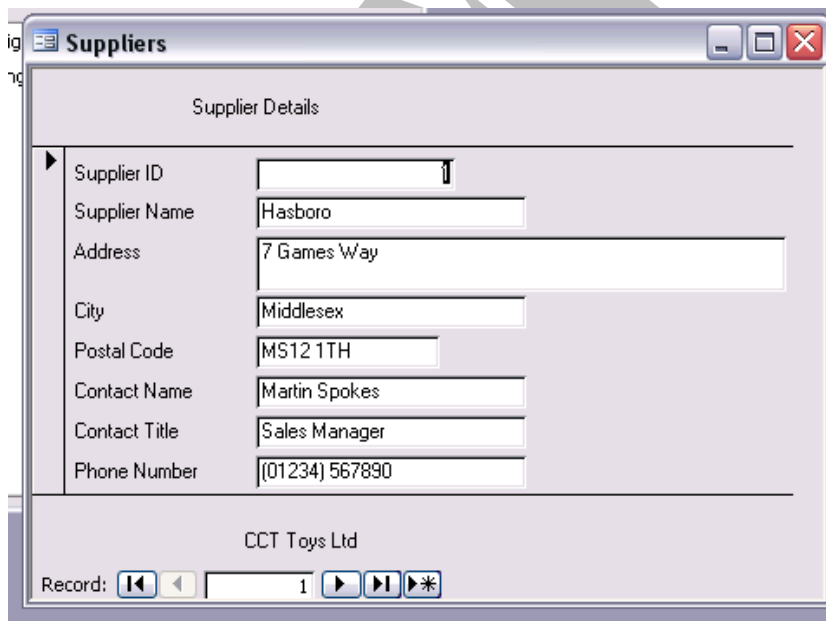 Suppliers
Supplier Details
Supplier ID 1
Supplier Name Hasboro
Address 7 Games Way
City Middlesex
Postal Code MS12 1TH
Contact Name Martin Spokes
Contact Title Sales Manager
Phone Number (01234) 567890
CCT Toys Ltd
Record: 1